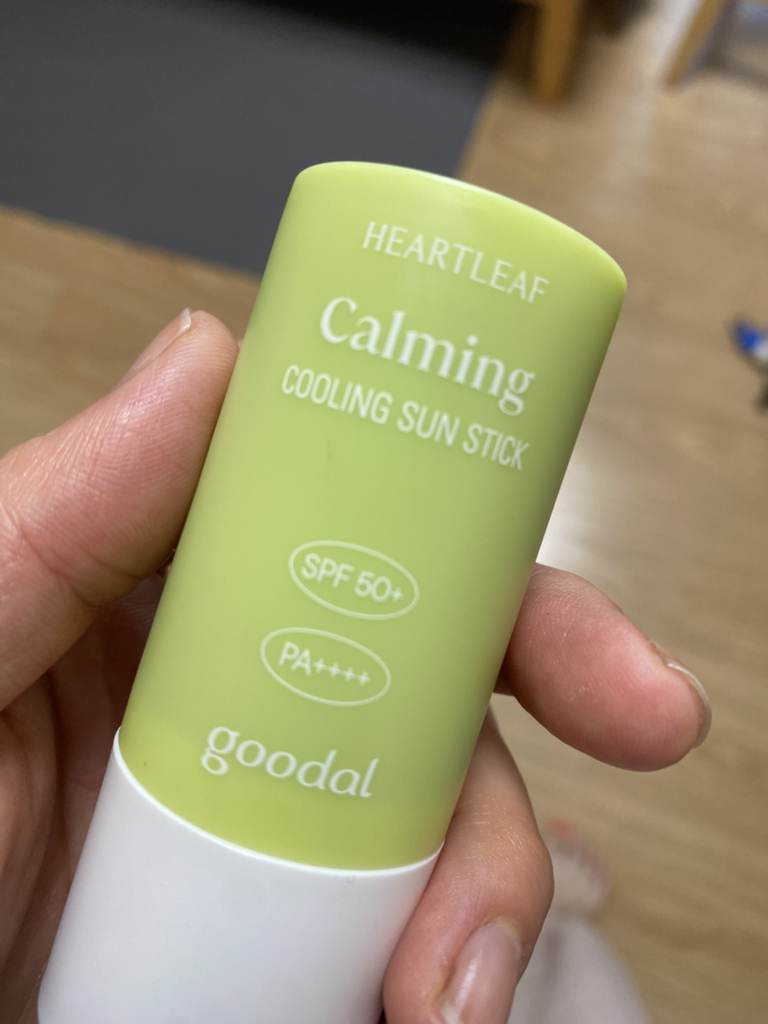 HEARTLEAF
Calming
COOLING SUN STICK
SPF 50+
PA++++
goodal